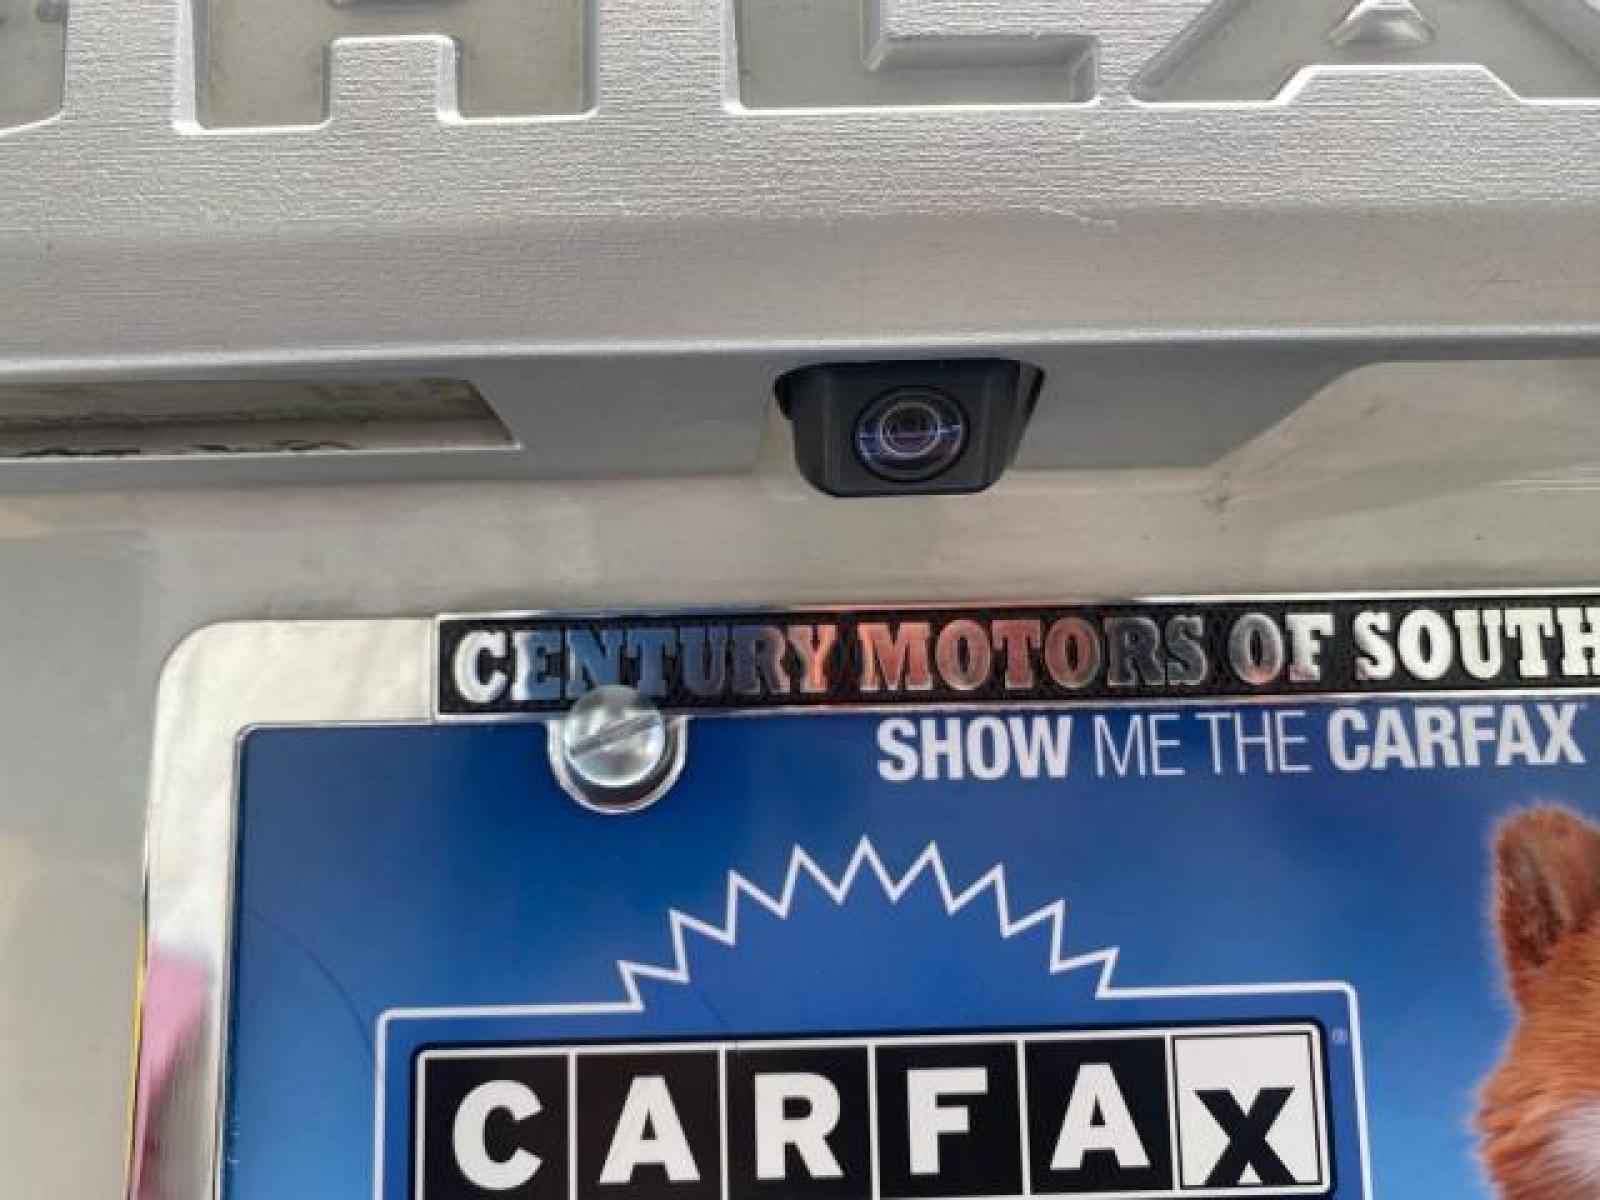 CENTURY MOTORS OF SOUTH
SHOW ME THE CARFAX
CARFAX